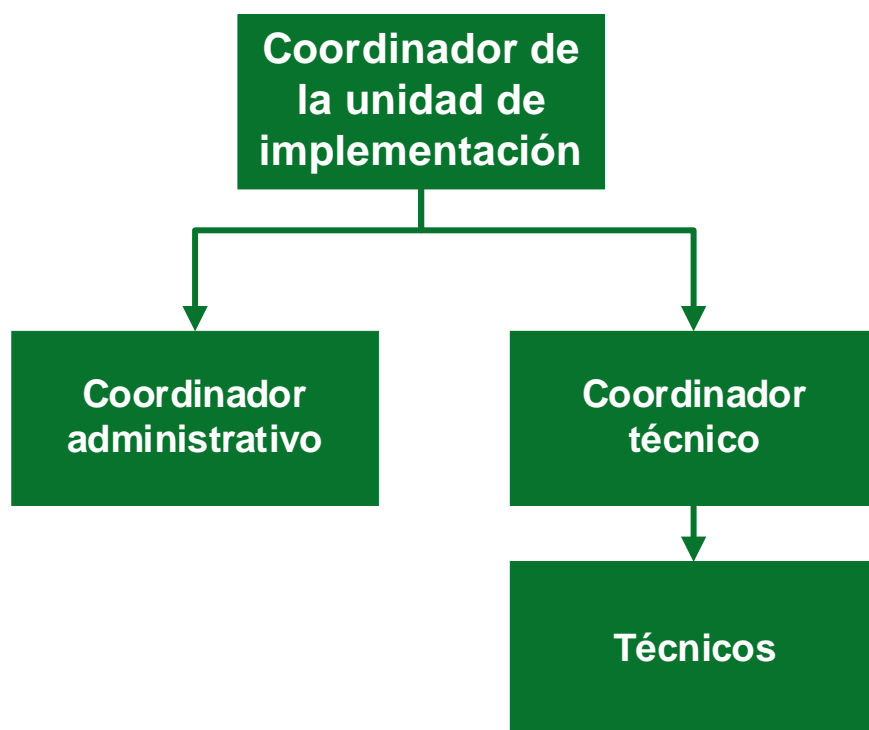 Coordinador de
la unidad de
implementación
Coordinador
administrativo
Coordinador
técnico
Técnicos